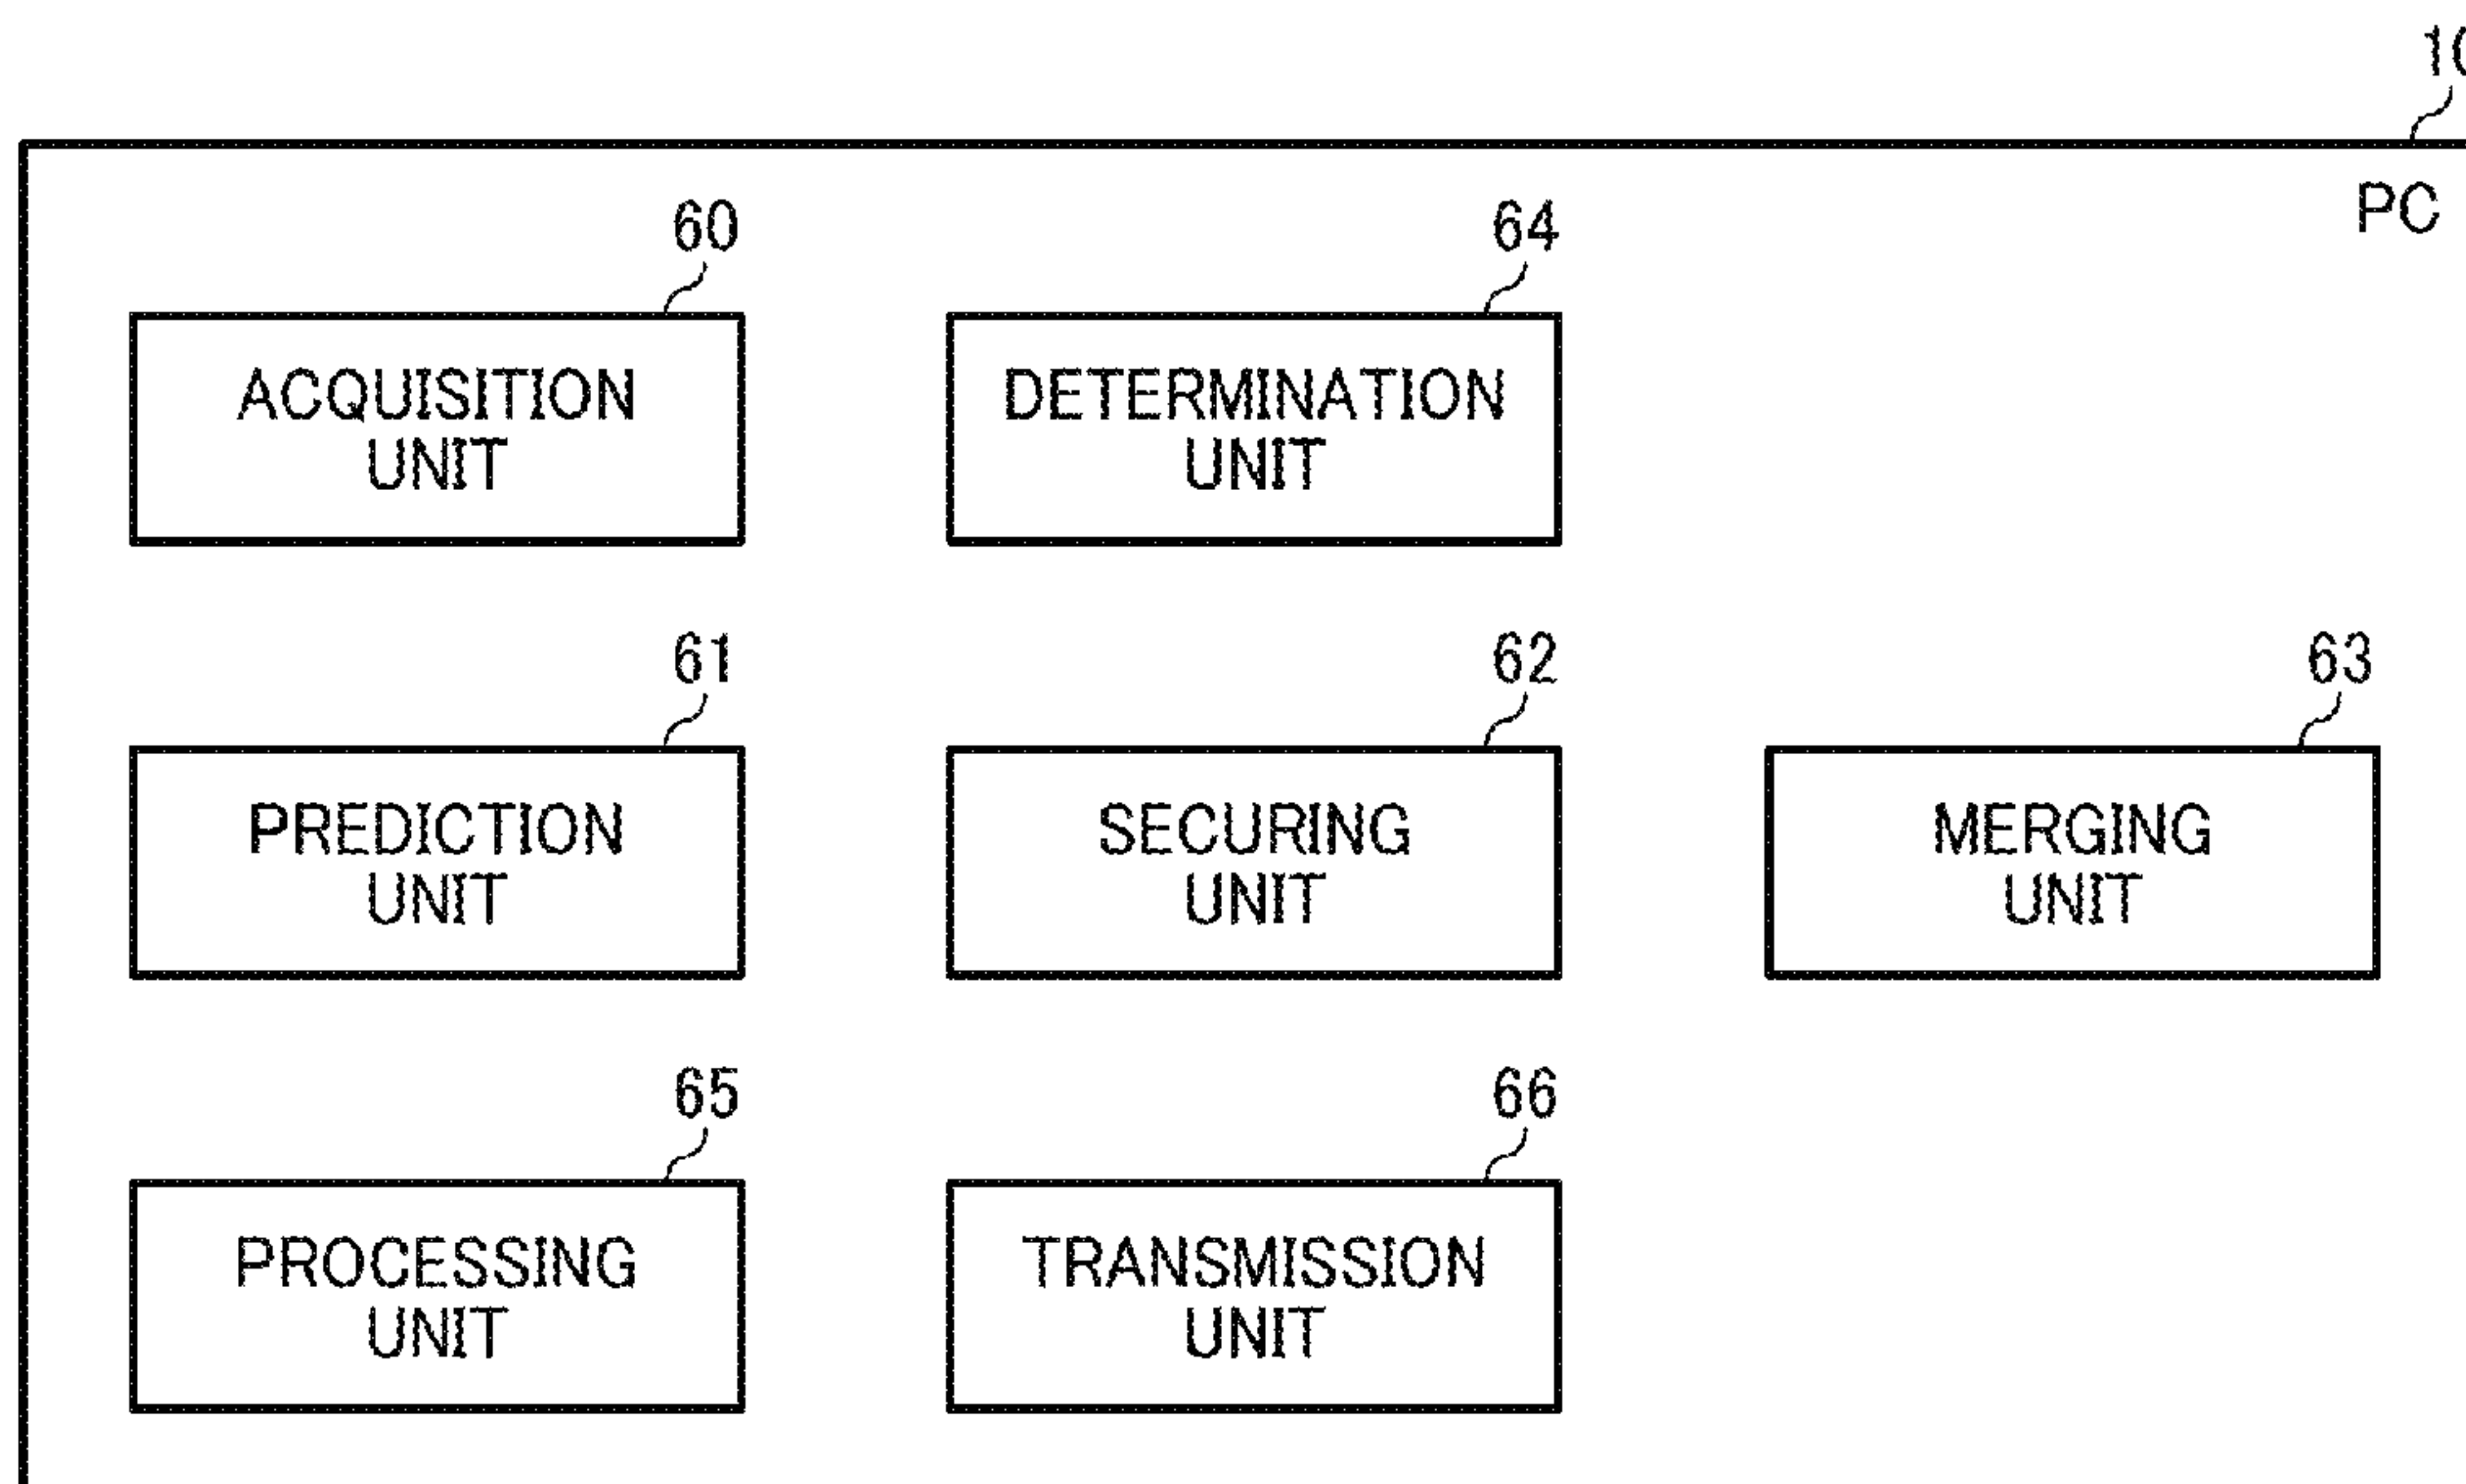 PC
60
64
ACQUISITION
UNIT
DETERMINATION
UNIT
61
62
63
PREDICTION
UNIT
SECURING
UNIT
MERGING
UNIT
65
66
PROCESSING
UNIT
TRANSMISSION
UNIT